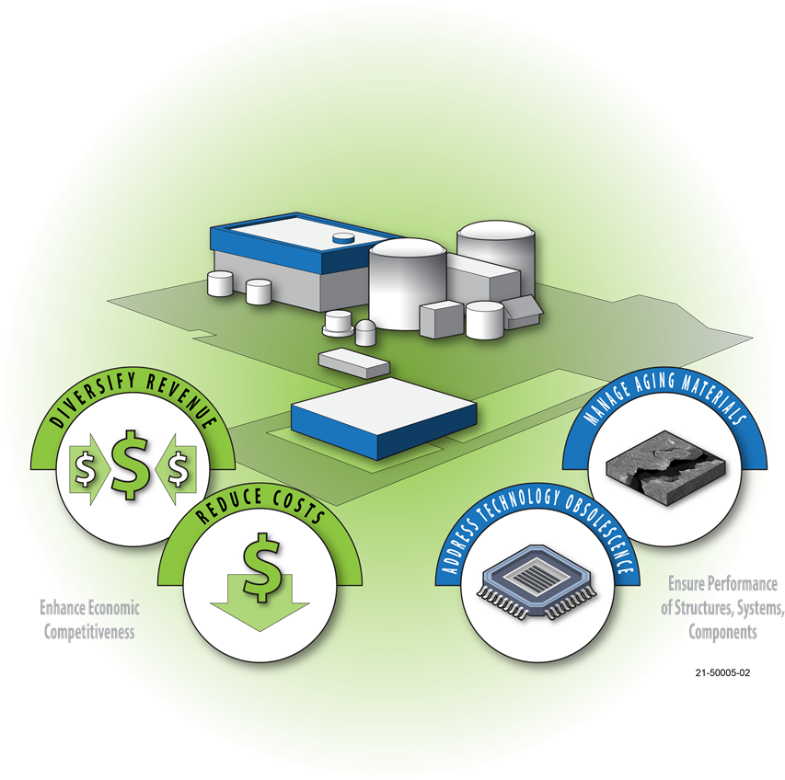 DIVERSIFY REVENUE
$ $ $
REDUCE COSTS
$
MANAGE AGING MATERIALS
ADDRESS TECHNOLOGY OBSOLESCENCE
Enhance Economic
Competitiveness
Ensure Performance
of Structures, Systems,
Components
21-50005-02